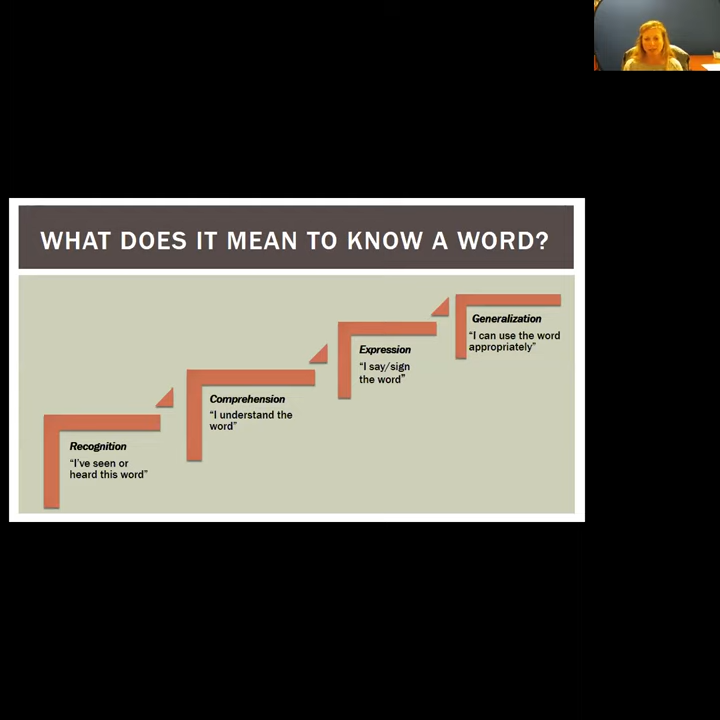 WHAT DOES IT MEAN TO KNOW A WORD?
Recognition
“I’ve seen or
heard this word”
Comprehension
“I understand the
word”
Expression
“I say/sign
the word”
Generalization
“I can use the word
appropriately”